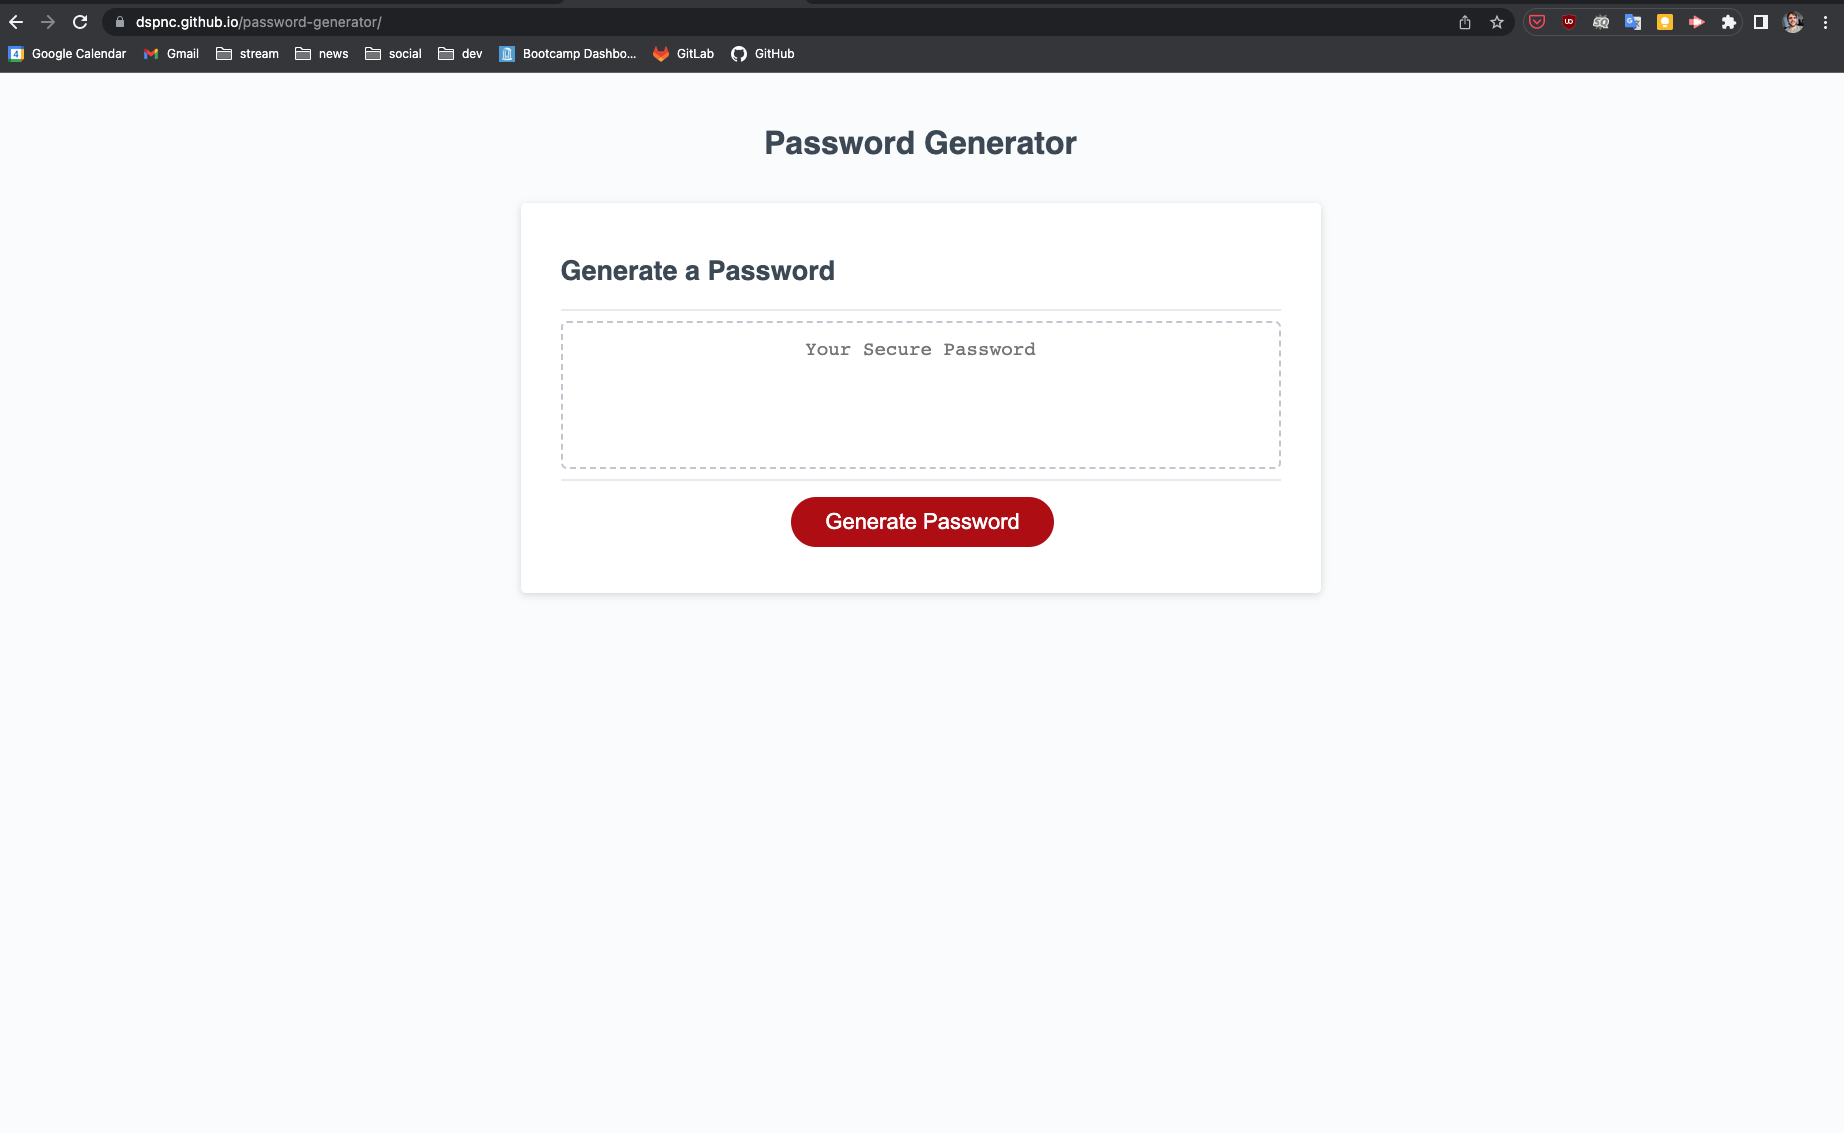 dspnc.github.io/password-generator/
4 Google Calendar Gmail stream news social dev Bootcamp Dashbo... GitLab GitHub
Password Generator
Generate a Password
Your Secure Password
Generate Password